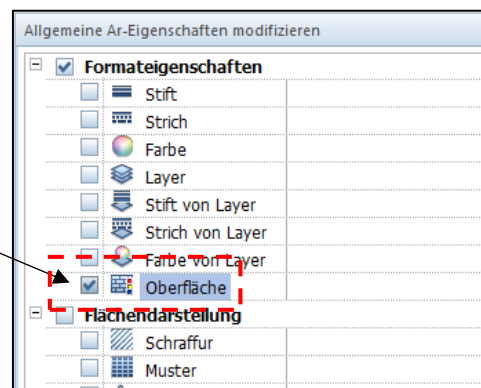 Allgemeine Ar-Eigenschaften modifizieren
Formateigenschaften
Stift
Strich
Farbe
Layer
Stift von Layer
Strich von Layer
Farbe von Layer
Oberfläche
Flächendarstellung
Schraffur
Muster